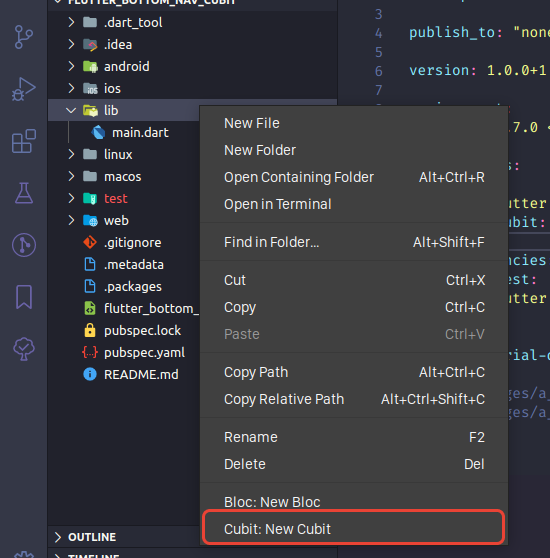 FLUTTER_BOTTOM_NAV_CUBIT
.dart_tool
.idea
android
ios
lib
main.dart
linux
macos
test
web
.gitignore
.metadata
.packages
flutter_bottom_
pubspec.lock
pubspec.yaml
README.md
OUTLINE
TIMELINE
3
4 publish_to: "none
5
6 version: 1.0.0+1
7
7.0 <
s:
utter
ubit:
ncies
est:
utter
rial-d
ges/a_
ges/a_
New File
New Folder
Open Containing Folder Alt+Ctrl+R
Open in Terminal
Find in Folder... Alt+Shift+F
Cut Ctrl+X
Copy Ctrl+C
Paste Ctrl+V
Copy Path Alt+Ctrl+C
Copy Relative Path Alt+Ctrl+Shift+C
Rename F2
Delete Del
Bloc: New Bloc
Cubit: New Cubit